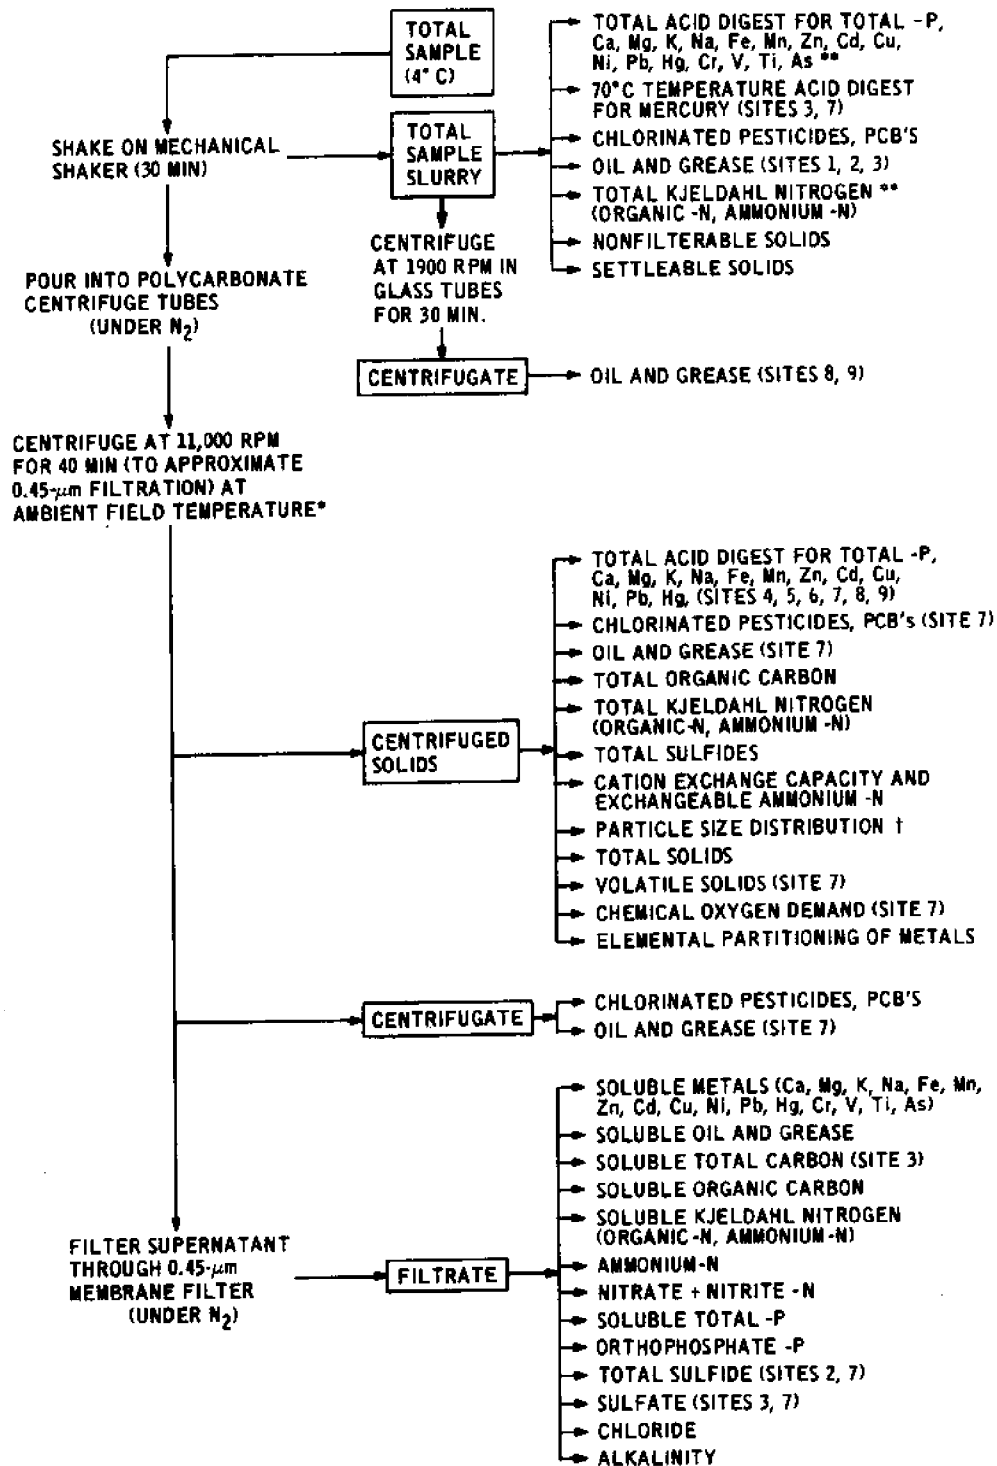 TOTAL
SAMPLE
(4° C)
TOTAL ACID DIGEST FOR TOTAL -P,
Ca, Mg, K, Na, Fe, Mn, Zn, Cd, Cu,
Ni, Pb, Hg, Cr, V, Ti, As **
70°C TEMPERATURE ACID DIGEST
FOR MERCURY (SITES 3, 7)
SHAKE ON MECHANICAL
SHAKER (30 MIN)
TOTAL
SAMPLE
SLURRY
CHLORINATED PESTICIDES, PCB'S
OIL AND GREASE (SITES 1, 2, 3)
TOTAL KJELDAHL NITROGEN **
(ORGANIC -N, AMMONIUM -N)
NONFILTERABLE SOLIDS
SETTLEABLE SOLIDS
CENTRIFUGE
AT 1900 RPM IN
GLASS TUBES
FOR 30 MIN.
POUR INTO POLYCARBONATE
CENTRIFUGE TUBES
(UNDER N2)
CENTRIFUGATE
OIL AND GREASE (SITES 8, 9)
CENTRIFUGE AT 11,000 RPM
FOR 40 MIN (TO APPROXIMATE
0.45-μm FILTRATION) AT
AMBIENT FIELD TEMPERATURE*
TOTAL ACID DIGEST FOR TOTAL -P,
Ca, Mg, K, Na, Fe, Mn, Zn, Cd, Cu,
Ni, Pb, Hg, (SITES 4, 5, 6, 7, 8, 9)
CHLORINATED PESTICIDES, PCB's (SITE 7)
OIL AND GREASE (SITE 7)
TOTAL ORGANIC CARBON
TOTAL KJELDAHL NITROGEN
(ORGANIC-N, AMMONIUM -N)
CENTRIFUGED
SOLIDS
TOTAL SULFIDES
CATION EXCHANGE CAPACITY AND
EXCHANGEABLE AMMONIUM -N
PARTICLE SIZE DISTRIBUTION †
TOTAL SOLIDS
VOLATILE SOLIDS (SITE 7)
CHEMICAL OXYGEN DEMAND (SITE 7)
ELEMENTAL PARTITIONING OF METALS
CENTRIFUGATE
CHLORINATED PESTICIDES, PCB'S
OIL AND GREASE (SITE 7)
FILTER SUPERNATANT
THROUGH 0.45-μm
MEMBRANE FILTER
(UNDER N2)
FILTRATE
SOLUBLE METALS (Ca, Mg, K, Na, Fe, Mn,
Zn, Cd, Cu, Ni, Pb, Hg, Cr, V, Ti, As)
SOLUBLE OIL AND GREASE
SOLUBLE TOTAL CARBON (SITE 3)
SOLUBLE ORGANIC CARBON
SOLUBLE KJELDAHL NITROGEN
(ORGANIC -N, AMMONIUM-N)
AMMONIUM-N
NITRATE + NITRITE -N
SOLUBLE TOTAL -P
ORTHOPHOSPHATE -P
TOTAL SULFIDE (SITES 2, 7)
SULFATE (SITES 3, 7)
CHLORIDE
ALKALINITY